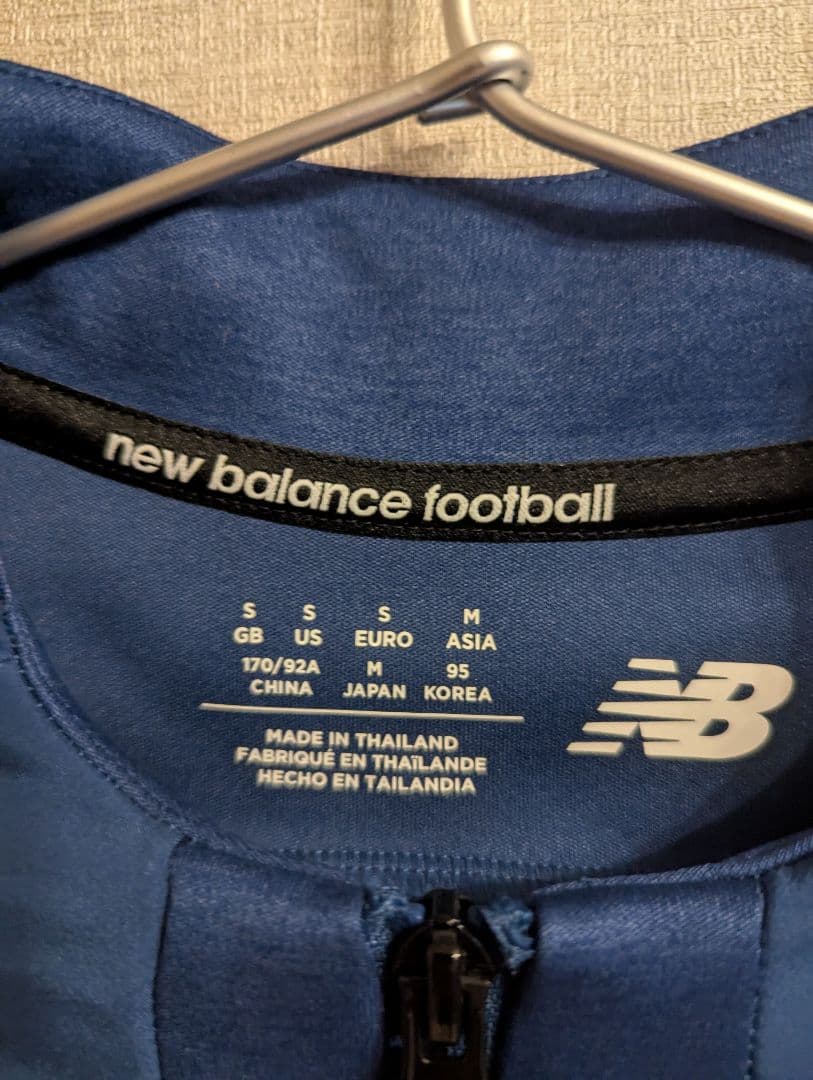 new balance football
S S S M
GB US EURO ASIA
170/92A M 95
CHINA JAPAN KOREA
MADE IN THAILAND
FABRIQUÉ EN THAÏLANDE
HECHO EN TAILANDIA
NB